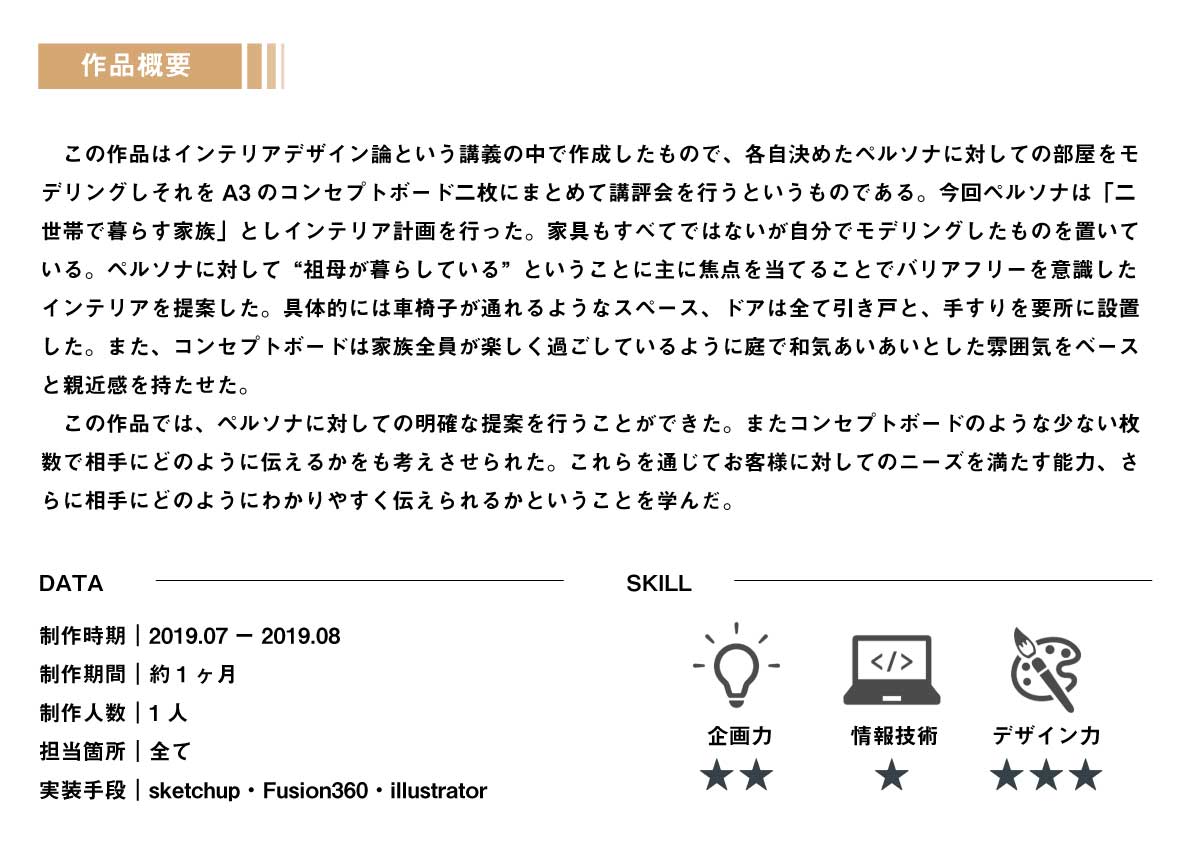 作品概要
この作品はインテリアデザイン論という講義の中で作成したもので、各自決めたペルソナに対しての部屋をモ
デリングしそれを A3 のコンセプトボード二枚にまとめて講評会を行うというものである。今回ペルソナは「二
世帯で暮らす家族」としインテリア計画を行った。家具もすべてではないが自分でモデリングしたものを置いて
いる。ペルソナに対して “祖母が暮らしている” ということに主に焦点を当てることでバリアフリーを意識した
インテリアを提案した。具体的には車椅子が通れるようなスペース、ドアは全て引き戸と、手すりを要所に設置
した。また、コンセプトボードは家族全員が楽しく過ごしているように庭で和気あいあいとした雰囲気をベース
と親近感を持たせた。
この作品では、ペルソナに対しての明確な提案を行うことができた。またコンセプトボードのような少ない枚
数で相手にどのように伝えるかをも考えさせられた。これらを通じてお客様に対してのニーズを満たす能力、さ
らに相手にどのようにわかりやすく伝えられるかということを学んだ。
DATA
制作時期｜2019.07 ー 2019.08
制作期間｜約 1 ヶ月
制作人数｜1 人
担当箇所｜全て
実装手段｜sketchup・Fusion360・illustrator
SKILL
</>
企画力 情報技術 デザイン力
★★ ★ ★★★